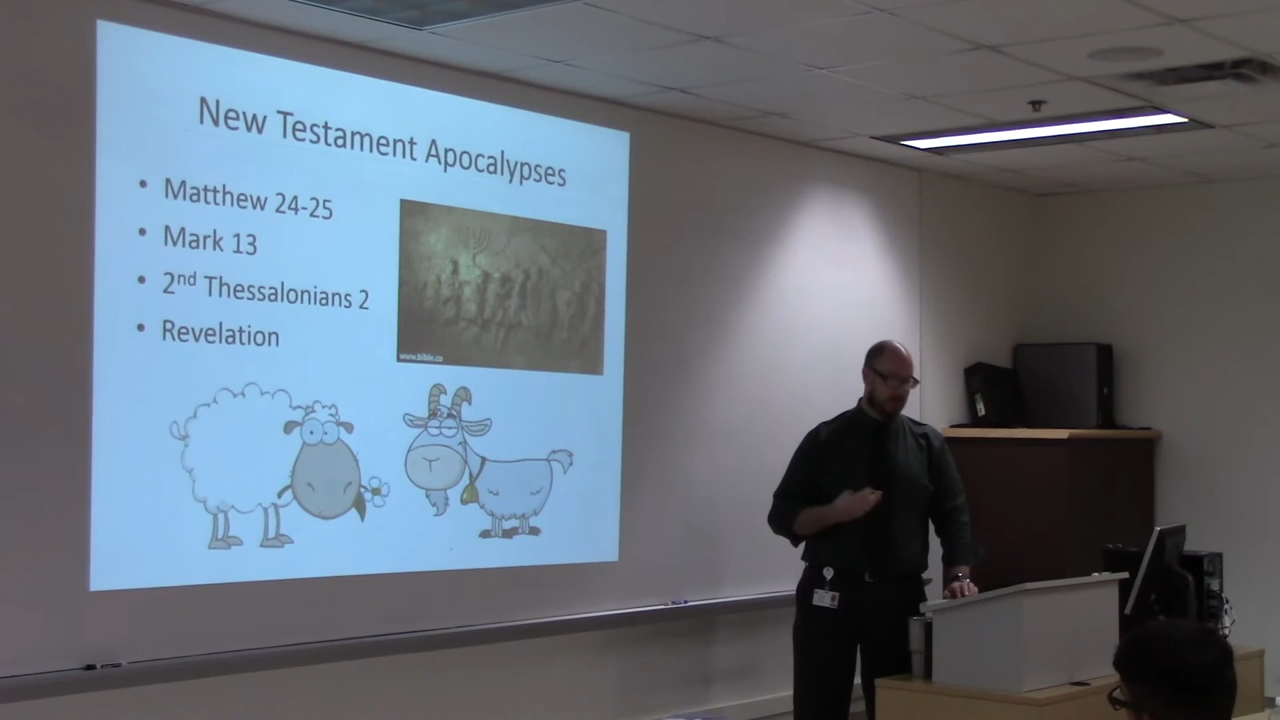 New Testament Apocalypses
• Matthew 24-25
• Mark 13
• 2nd Thessalonians 2
• Revelation
www.bible.ca